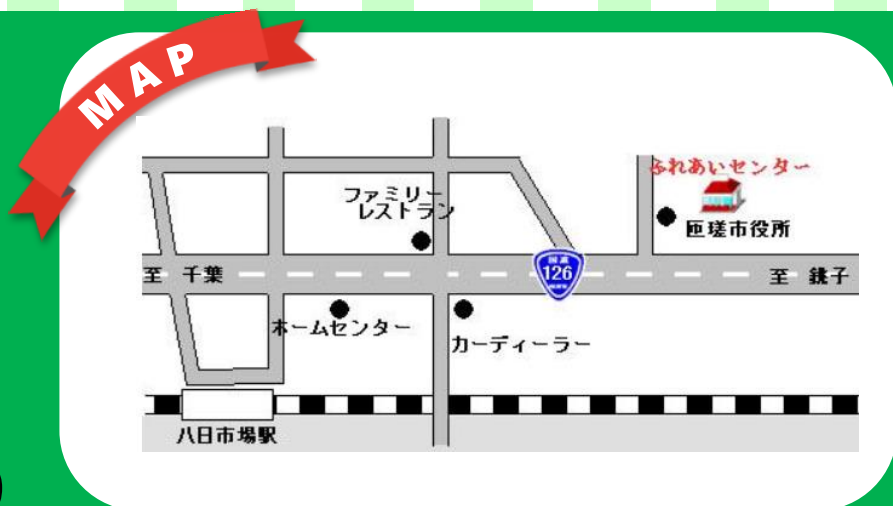 MAP
ふれあいセンター
ファミリー
レストラン
匝瑳市役所
国道
126
至 千葉
至 銚子
ホームセンター
カーディーラー
八日市場駅